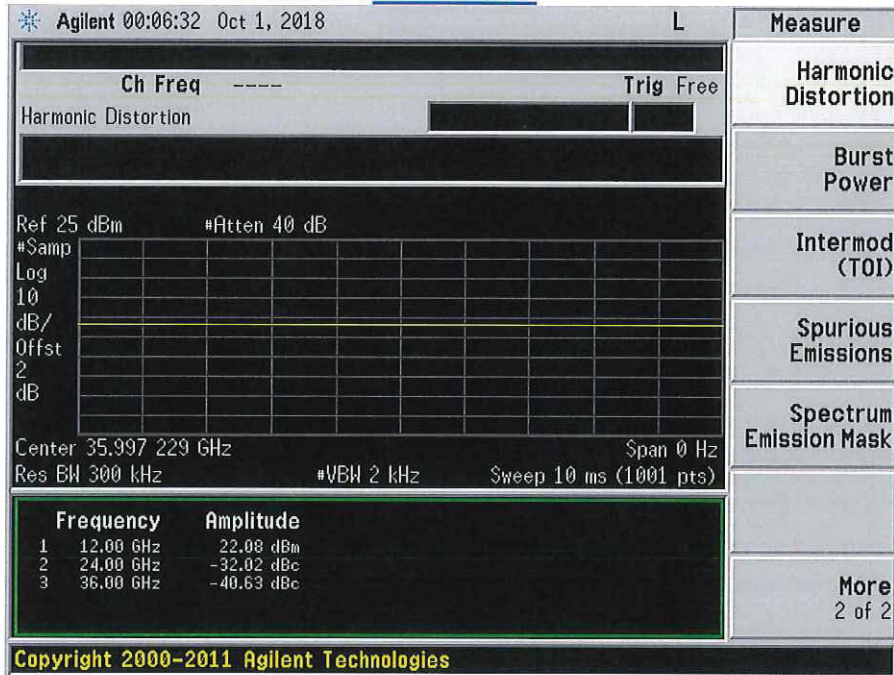 Agilent 00:06:32 Oct 1, 2018 L
Measure
Ch Freq ----
Trig Free
Harmonic Distortion
Harmonic
Distortion
Burst
Power
Intermod
(TOI)
Spurious
Emissions
Spectrum
Emission Mask
More
2 of 2
Ref 25 dBm #Atten 40 dB
#Samp
Log
10
dB/
Offst
2
dB
Center 35.997 229 GHz Span 0 Hz
Res BW 300 kHz #VBW 2 kHz Sweep 10 ms (1001 pts)
Frequency Amplitude
1 12.00 GHz 22.08 dBm
2 24.00 GHz -32.02 dBc
3 36.00 GHz -40.63 dBc
Copyright 2000-2011 Agilent Technologies